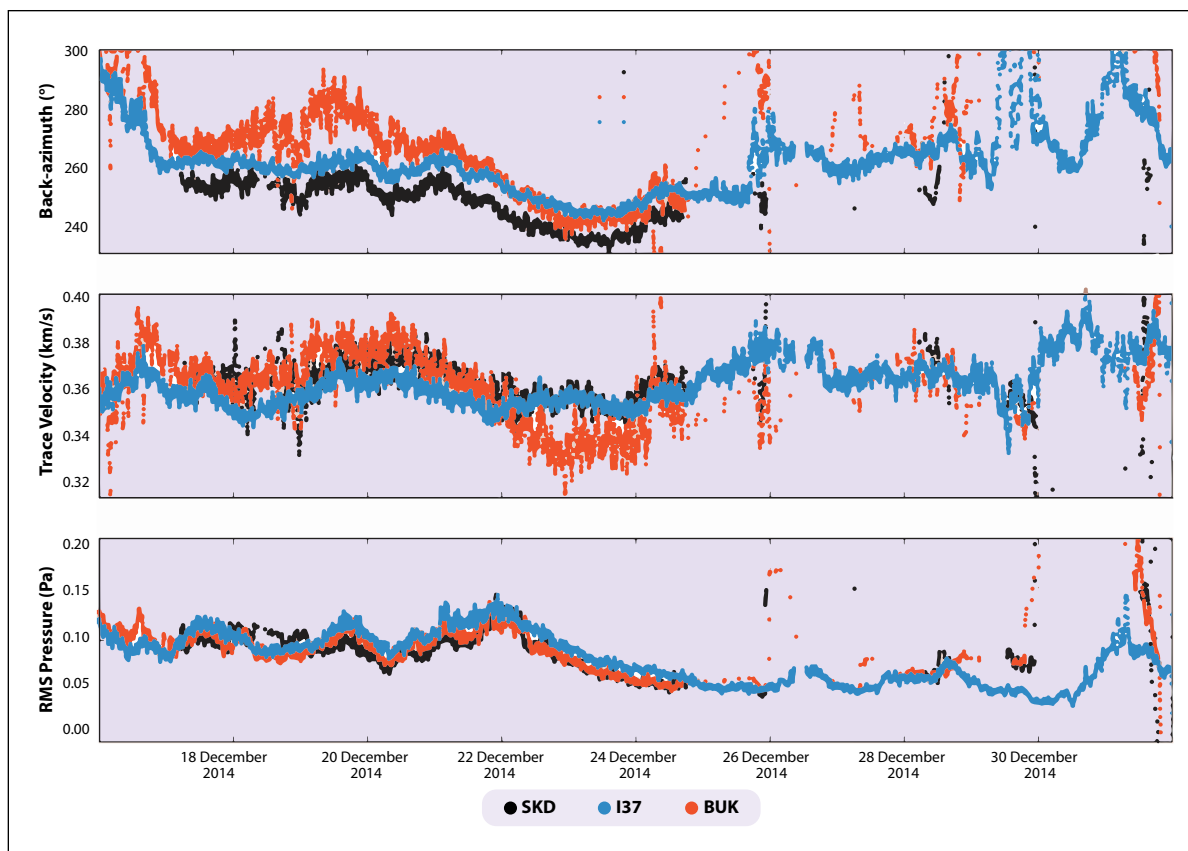 Back-azimuth (°)
300
280
260
240
Trace Velocity (km/s)
0.40
0.38
0.36
0.34
0.32
RMS Pressure (Pa)
0.20
0.15
0.10
0.05
0.00
18 December 20 December 22 December 24 December 26 December 28 December 30 December
2014 2014 2014 2014 2014 2014 2014
SKD I37 BUK